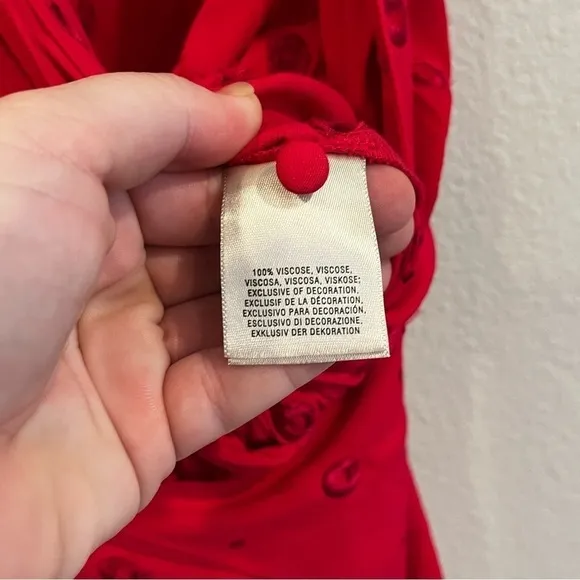 100% VISCOSE, VISCOSE,
VISCOSA, VISCOSA, VISKOSE;
EXCLUSIVE OF DECORATION.
EXCLUSIF DE LA DÉCORATION.
EXCLUSIVO PARA DECORACIÓN.
ESCLUSIVO DI DECORAZIONE.
EXKLUSIV DER DEKORATION